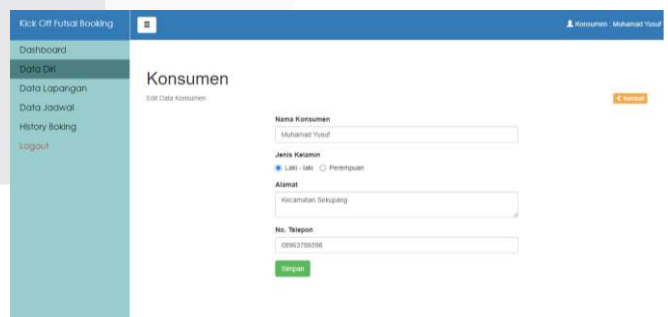 Kick Off Futsal Booking
Konsumen : Muhamad Yusuf
Dashboard
Data Diri
Data Lapangan
Data Jadwal
History Boking
Logout
Konsumen
Edit Data Konsumen
Kembali
Nama Konsumen
Muhamad Yusuf
Jenis Kelamin
Laki - laki Perempuan
Alamat
Kecamatan Sekupang
No. Telepon
08963786598
Simpan